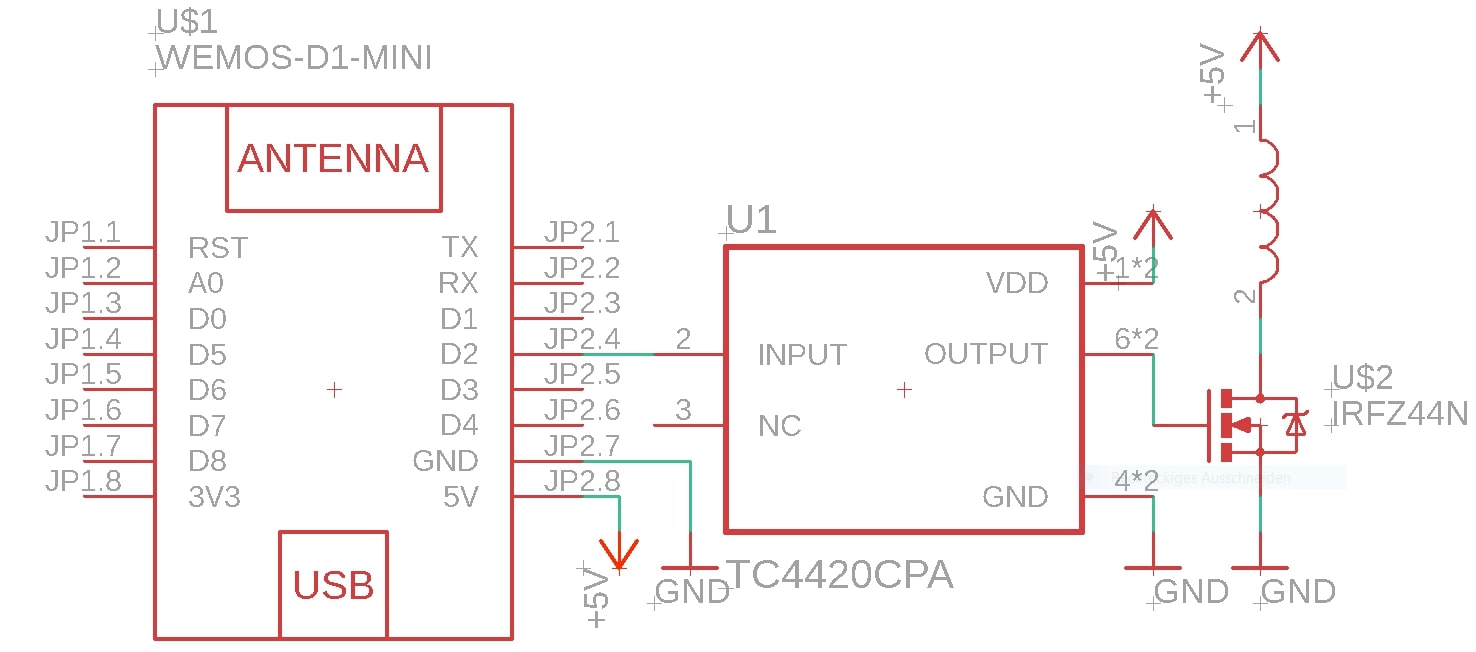 U$1
WEMOS-D1-MINI
ANTENNA
JP1.1
JP1.2
JP1.3
JP1.4
JP1.5
JP1.6
JP1.7
JP1.8
RST
A0
D0
D5
D6
D7
D8
3V3
TX
RX
D1
D2
D3
D4
GND
5V
JP2.1
JP2.2
JP2.3
JP2.4
JP2.5
JP2.6
JP2.7
JP2.8
USB
+5V
GND
U1
2
3
INPUT
NC
VDD
OUTPUT
GND
TC4420CPA
+5V
1*2
6*2
4*2
GND
+5V
1
2
U$2
IRFZ44N
GND
Ausschneiden